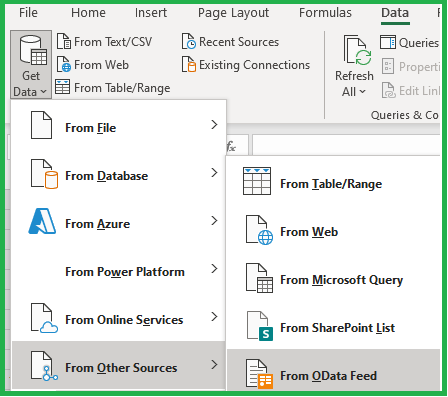 File Home Insert Page Layout Formulas Data
Get Data
From Text/CSV
From Web
From Table/Range
Recent Sources
Existing Connections
Refresh All
Queries
Properti
Edit Link
Queries & Co
From File
From Database
From Azure
From Power Platform
From Online Services
From Other Sources
fx
From Table/Range
From Web
From Microsoft Query
From SharePoint List
From OData Feed